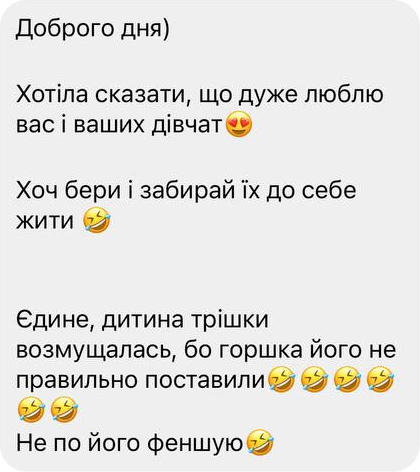 Доброго дня)
Хотіла сказати, що дуже люблю
вас і ваших дівчат😍
Хоч бери і забирай їх до себе
жити 🤣
Єдине, дитина трішки
возмущалась, бо горшка його не
правильно поставили🤣🤣🤣🤣
🤣🤣
Не по його феншую🤣